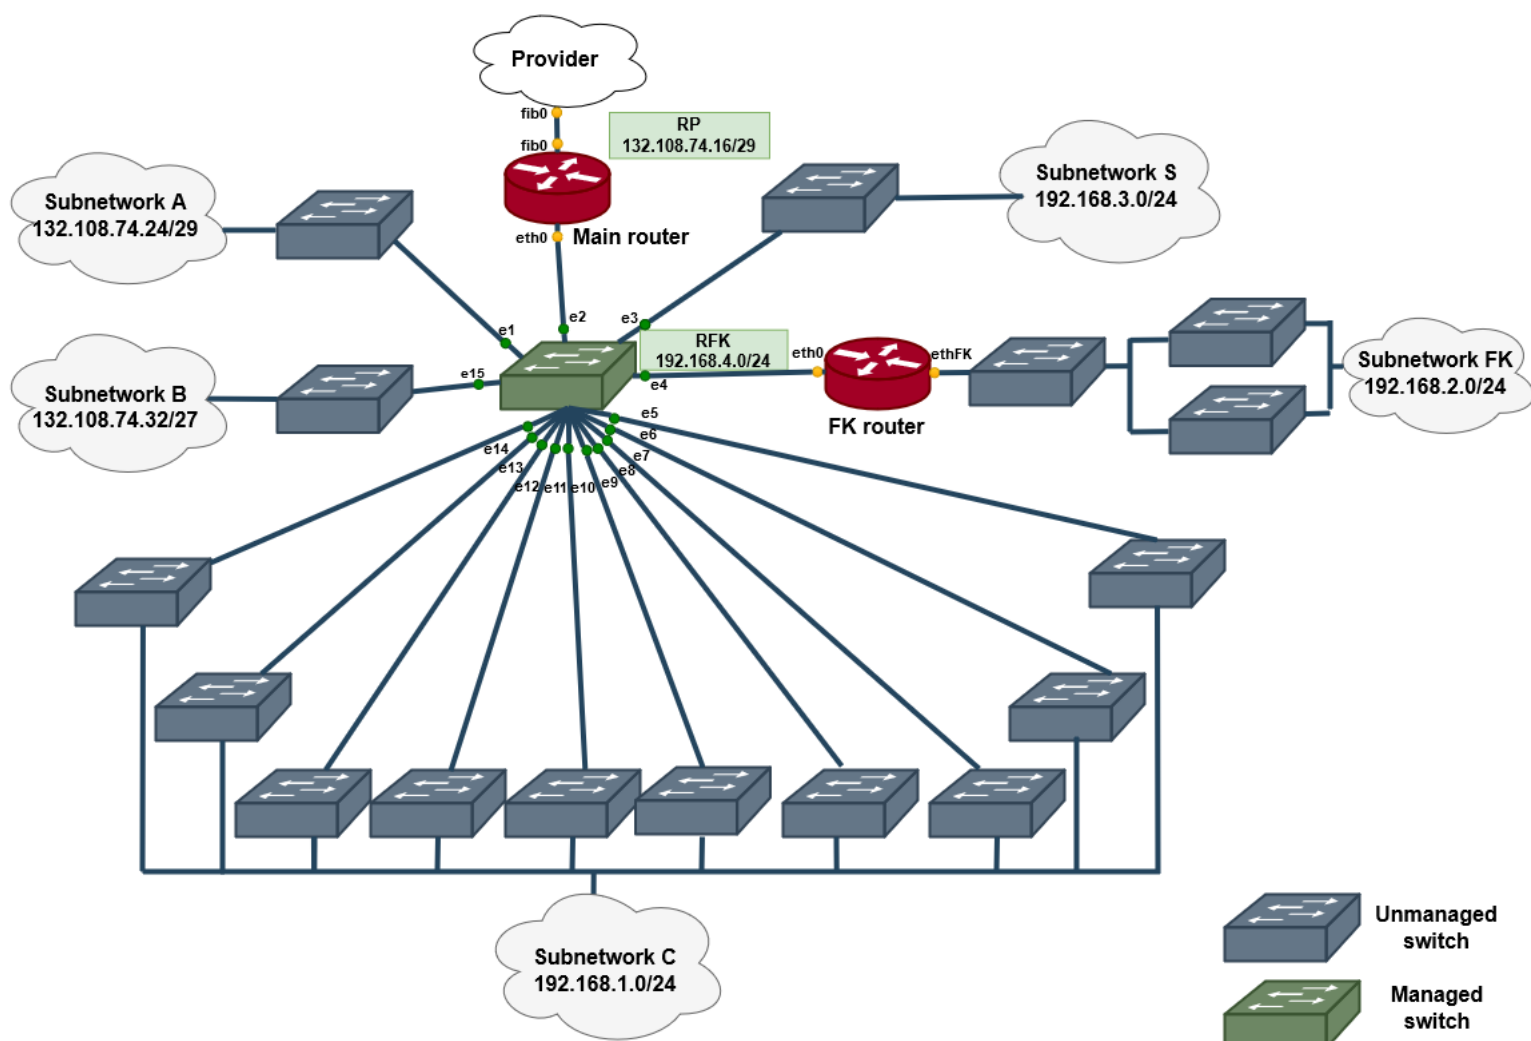 Provider
fib0
fib0
RP
132.108.74.16/29
Subnetwork S
192.168.3.0/24
Subnetwork A
132.108.74.24/29
eth0
Main router
e1
e2
e3
RFK
192.168.4.0/24
eth0
ethFK
Subnetwork FK
192.168.2.0/24
Subnetwork B
132.108.74.32/27
e15
e4
FK router
e5
e6
e7
e8
e9
e10
e11
e12
e13
e14
Subnetwork C
192.168.1.0/24
Unmanaged
switch
Managed
switch